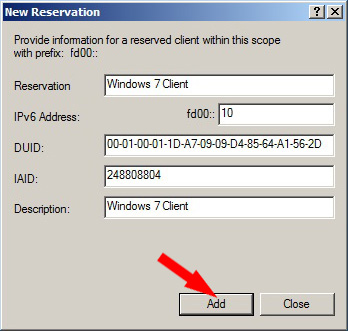 New Reservation
Provide information for a reserved client within this scope
with prefix: fd00::
Reservation Windows 7 Client
IPv6 Address: fd00:: 10
DUID: 00-01-00-01-1D-A7-09-09-D4-85-64-A1-56-2D
IAID: 248808804
Description: Windows 7 Client
Add Close